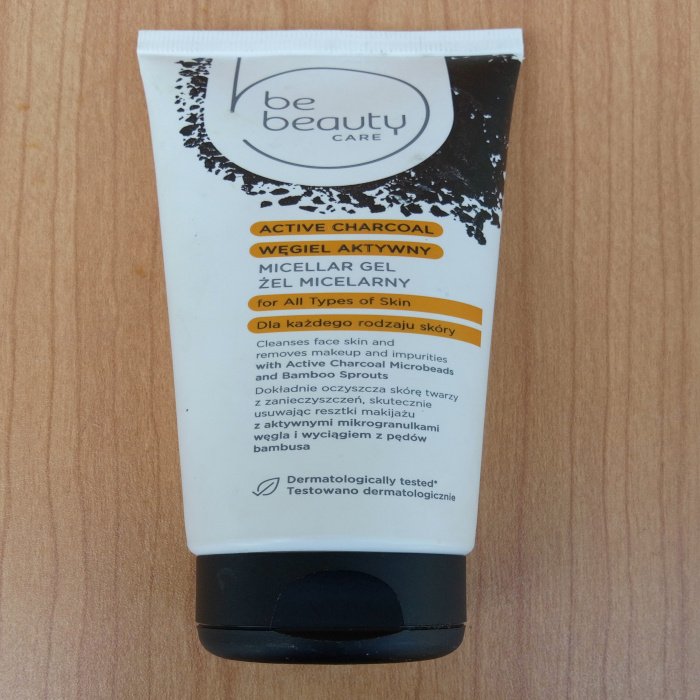 be
beauty
CARE
ACTIVE CHARCOAL
WĘGIEL AKTYWNY
MICELLAR GEL
ŻEL MICELARNY
for All Types of Skin
Dla każdego rodzaju skóry
Cleanses face skin and
removes makeup and impurities
with Active Charcoal Microbeads
and Bamboo Sprouts
Dokładnie oczyszcza skórę twarzy
z zanieczyszczeń, skutecznie
usuwając resztki makijażu
z aktywnymi mikrogranulkami
węgla i wyciągiem z pędów
bambusa
Dermatologically tested*
Testowano dermatologicznie